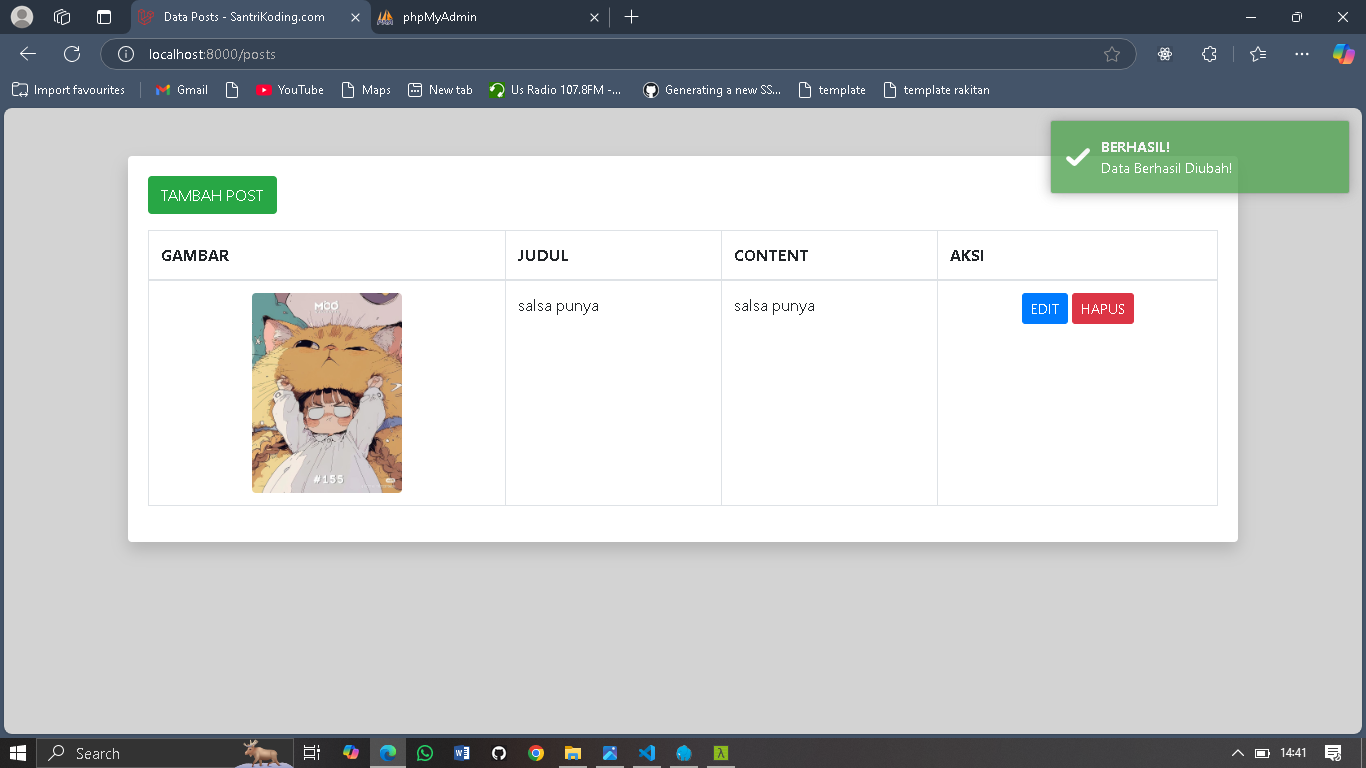 Data Posts - SantriKoding.com
phpMyAdmin
localhost:8000/posts
Import favourites
Gmail
YouTube
Maps
New tab
Us Radio 107.8FM -...
Generating a new SS...
template
template rakitan
BERHASIL!
Data Berhasil Diubah!
TAMBAH POST
GAMBAR JUDUL CONTENT AKSI
MÖÖ
salsa punya salsa punya EDIT HAPUS
#155
Search
14:41